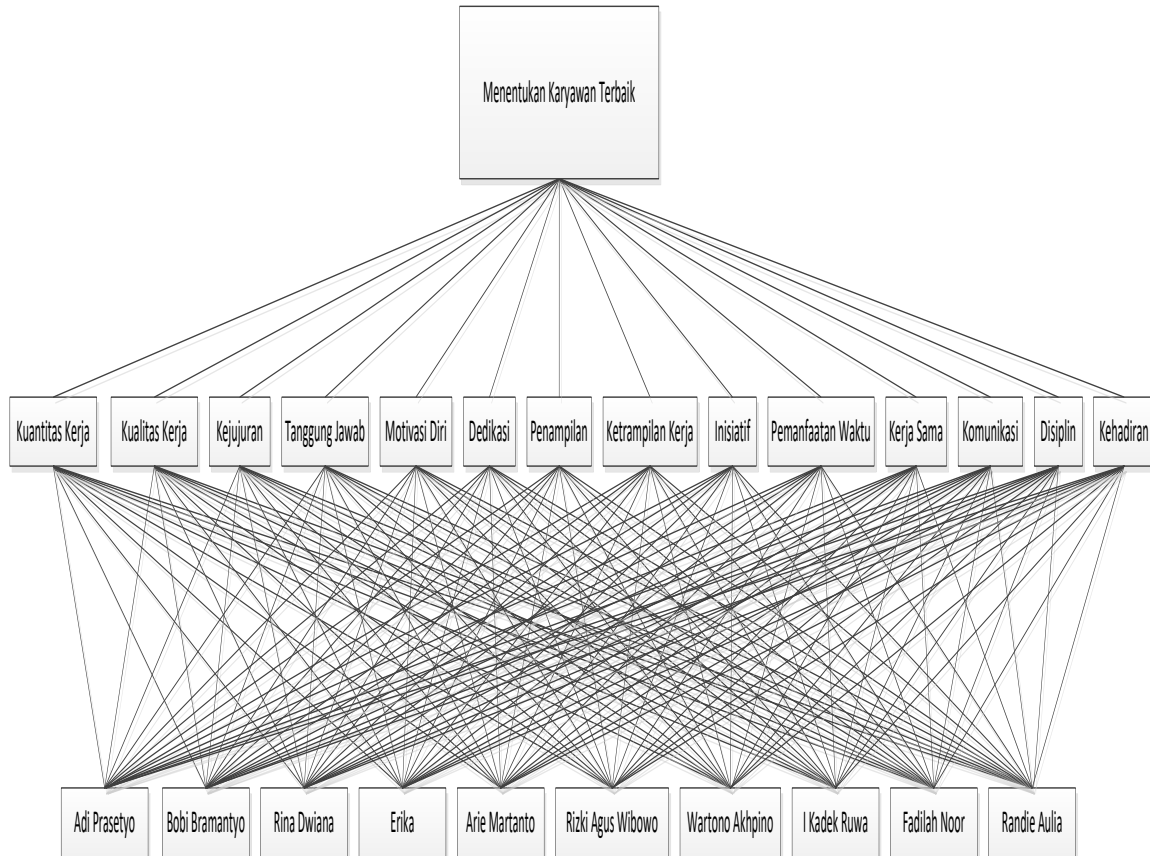 Menentukan Karyawan Terbaik
Kuantitas Kerja
Kualitas Kerja
Kejujuran
Tanggung Jawab
Motivasi Diri
Dedikasi
Penampilan
Ketrampilan Kerja
Inisiatif
Pemanfaatan Waktu
Kerja Sama
Komunikasi
Disiplin
Kehadiran
Adi Prasetyo
Bobi Bramantyo
Rina Dwiana
Erika
Arie Martanto
Rizki Agus Wibowo
Wartono Akhpino
I Kadek Ruwa
Fadilah Noor
Randie Aulia